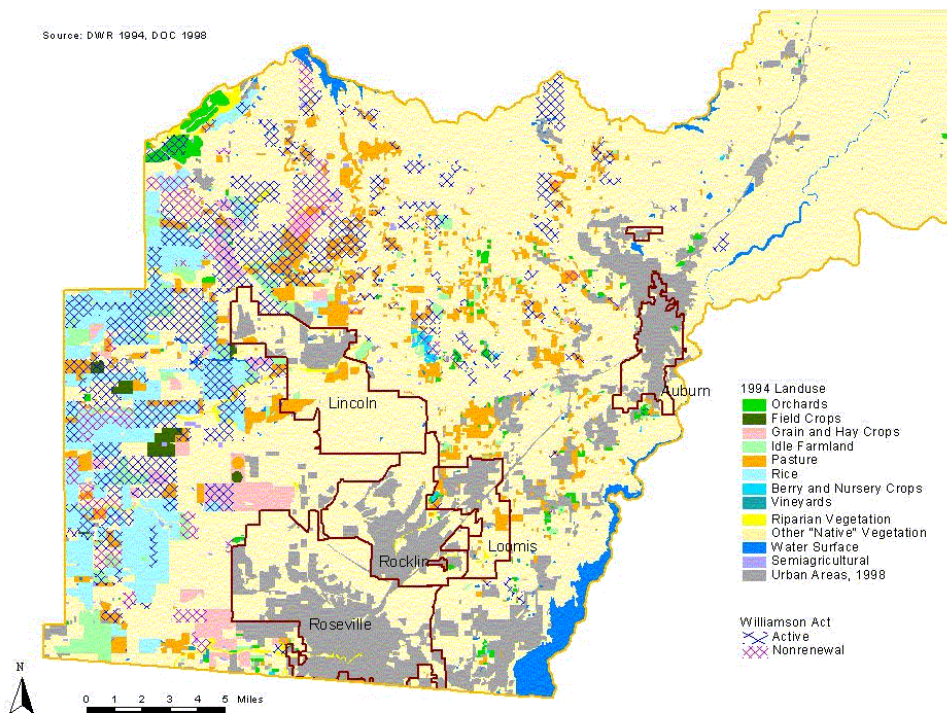 Source: DWR 1994, DOC 1998
Auburn
Lincoln
Loomis
Rocklin
Roseville
1994 Landuse
Orchards
Field Crops
Grain and Hay Crops
Idle Farmland
Pasture
Rice
Berry and Nursery Crops
Vineyards
Riparian Vegetation
Other "Native" Vegetation
Water Surface
Semiagricultural
Urban Areas, 1998
Williamson Act
Active
Nonrenewal
N
0 1 2 3 4 5 Miles